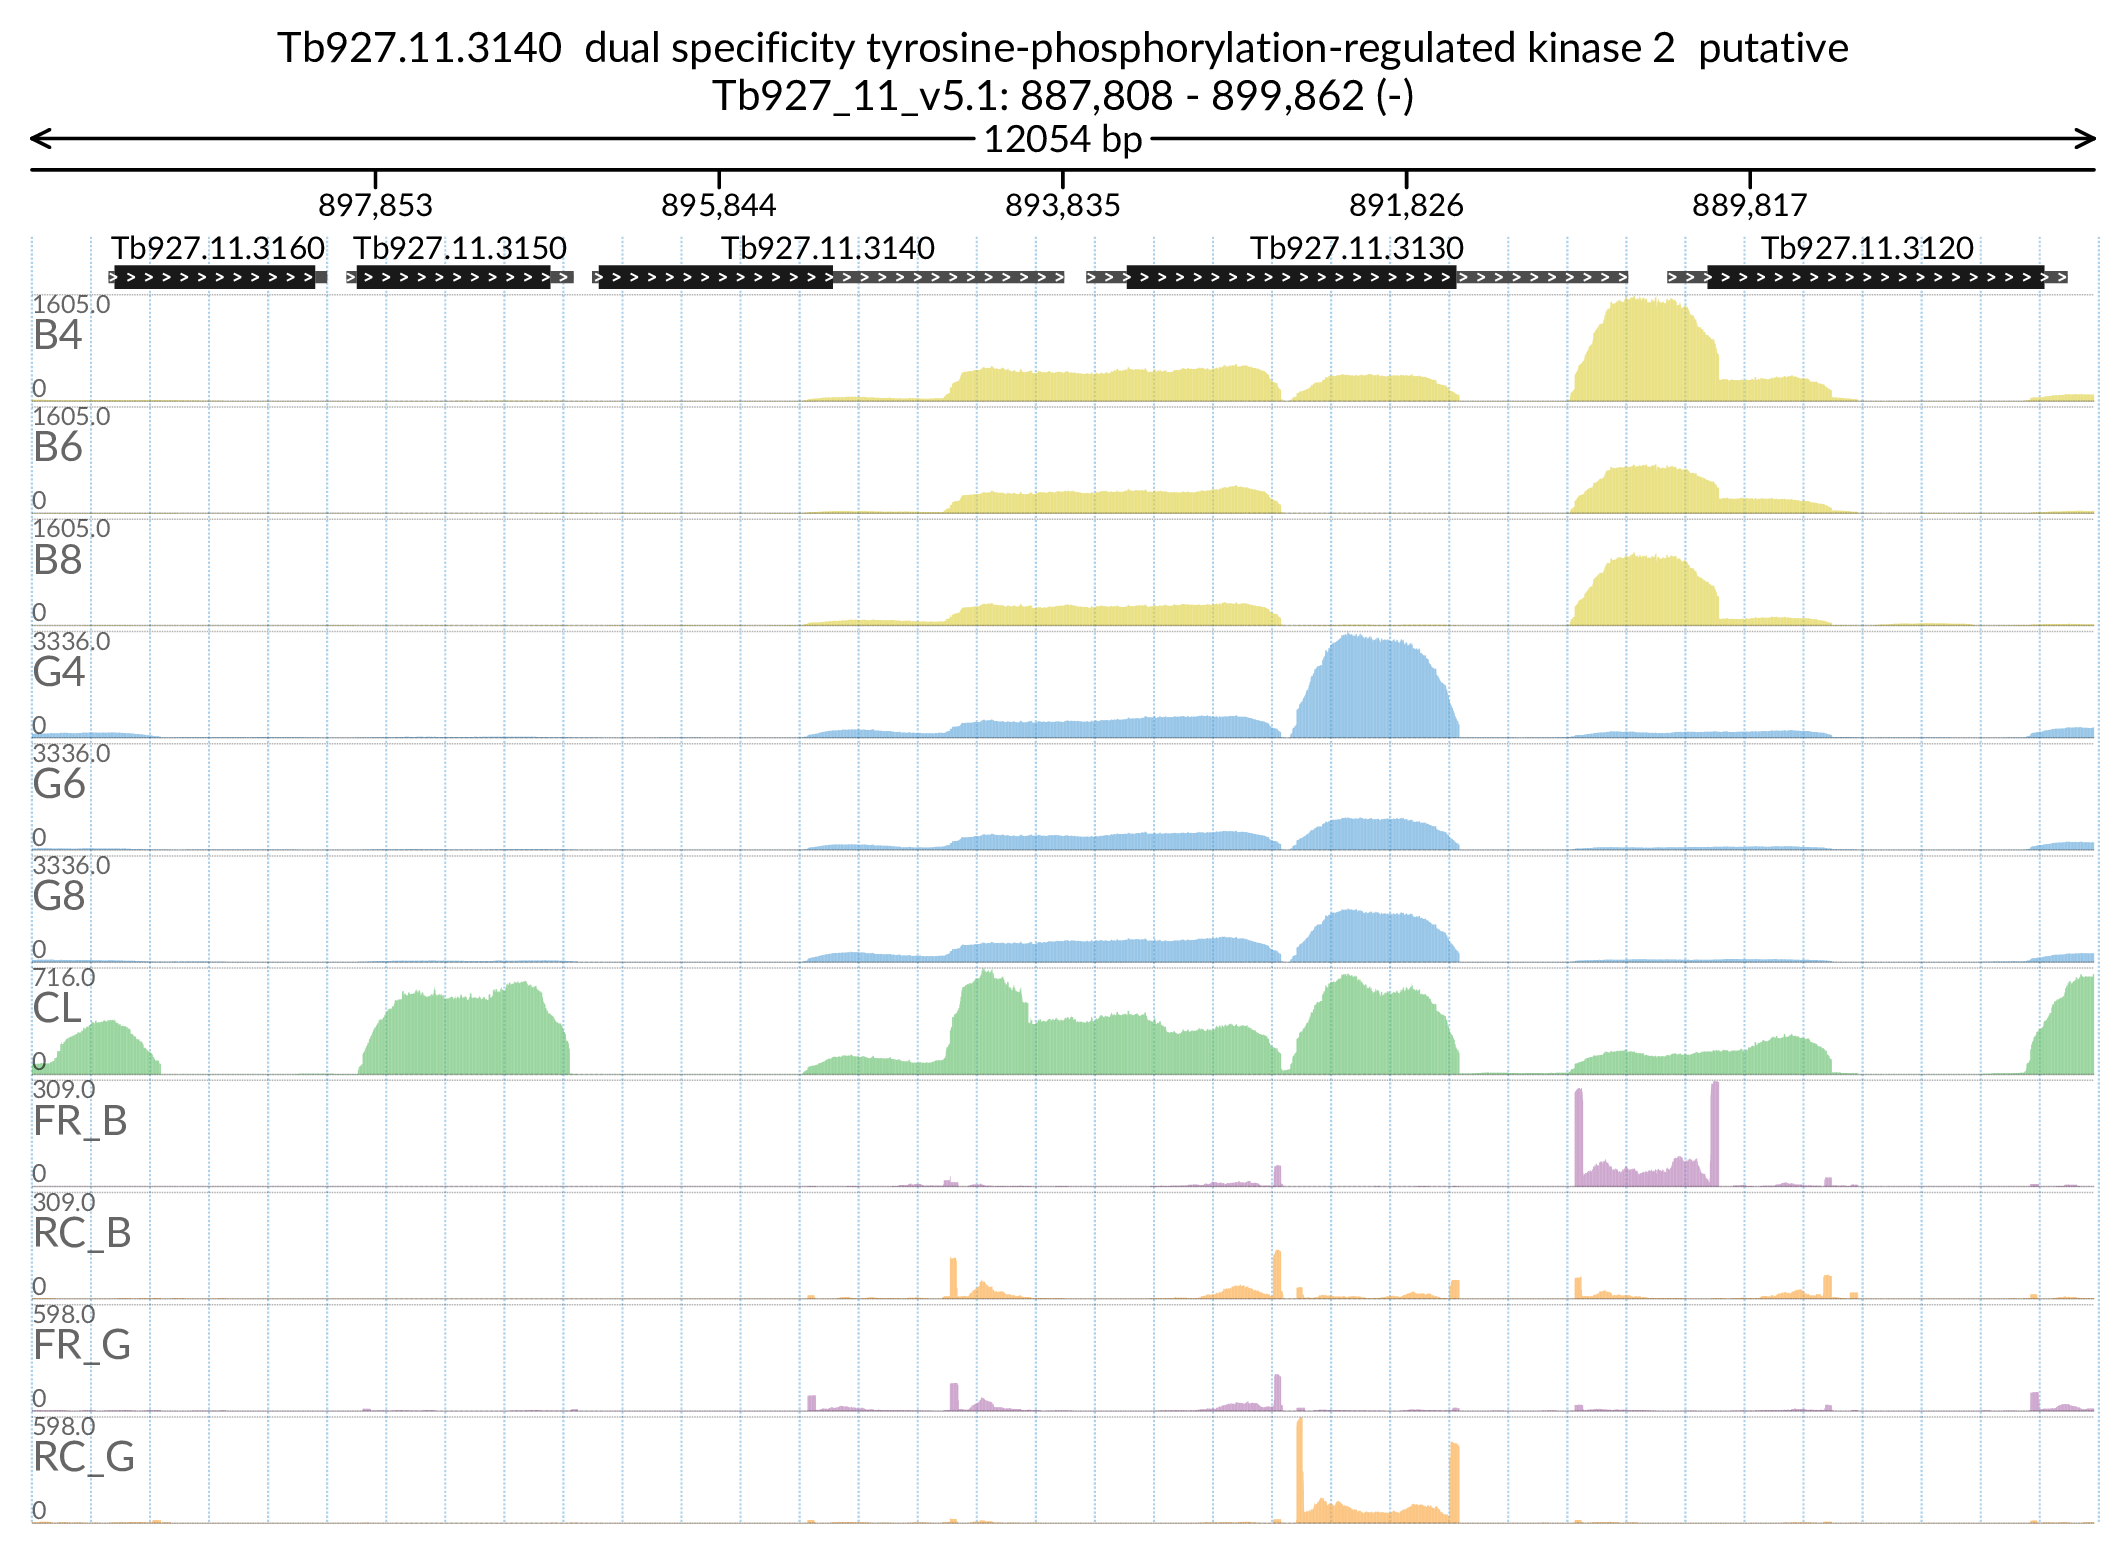 Tb927.11.3140 dual specificity tyrosine-phosphorylation-regulated kinase 2 putative
Tb927_11_v5.1: 887,808 - 899,862 (-)
12054 bp
897,853 895,844 893,835 891,826 889,817
Tb927.11.3160 Tb927.11.3150 Tb927.11.3140 Tb927.11.3130 Tb927.11.3120
1605.0
B4
0
1605.0
B6
0
1605.0
B8
0
3336.0
G4
0
3336.0
G6
0
3336.0
G8
0
716.0
CL
0
309.0
FR_B
0
309.0
RC_B
0
598.0
FR_G
0
598.0
RC_G
0